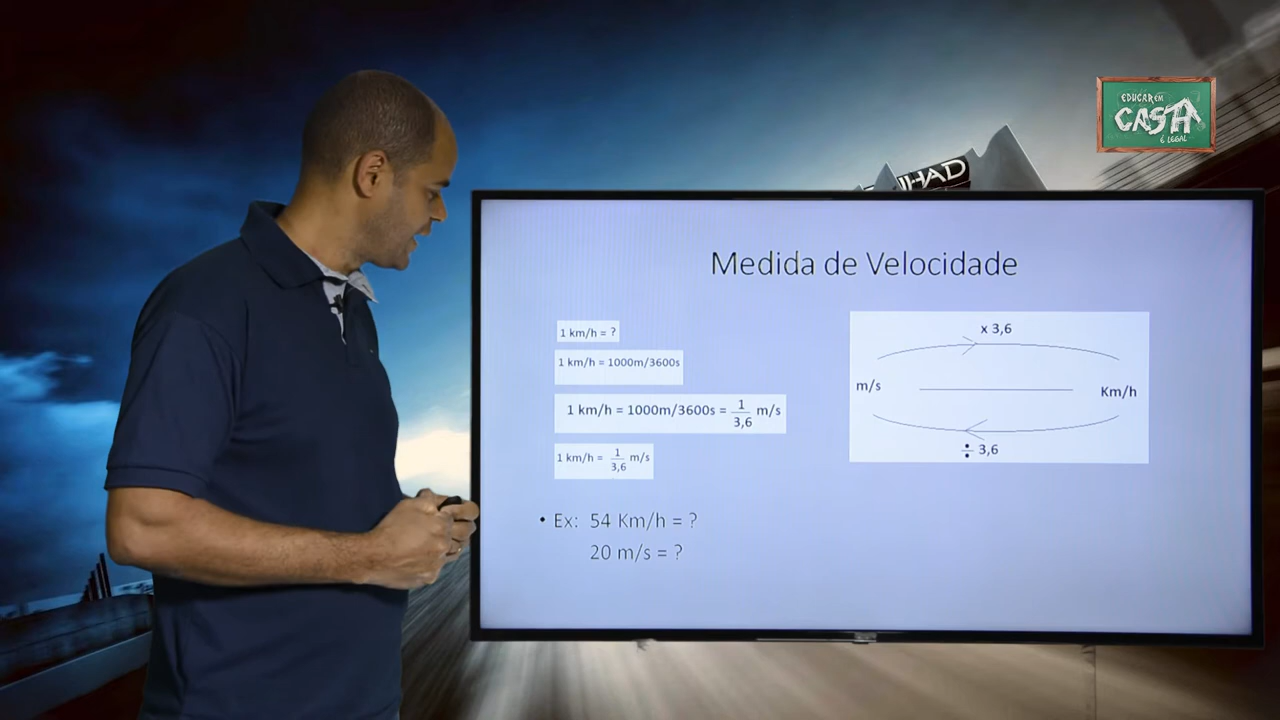 EDUCAR EM
CASA
É LEGAL
IHAD
Medida de Velocidade
1 km/h = ?
1 km/h = 1000m/3600s
1 km/h = 1000m/3600s = 1/3,6 m/s
1 km/h = 1/3,6 m/s
• Ex: 54 Km/h = ?
20 m/s = ?
x 3,6
m/s
Km/h
÷ 3,6